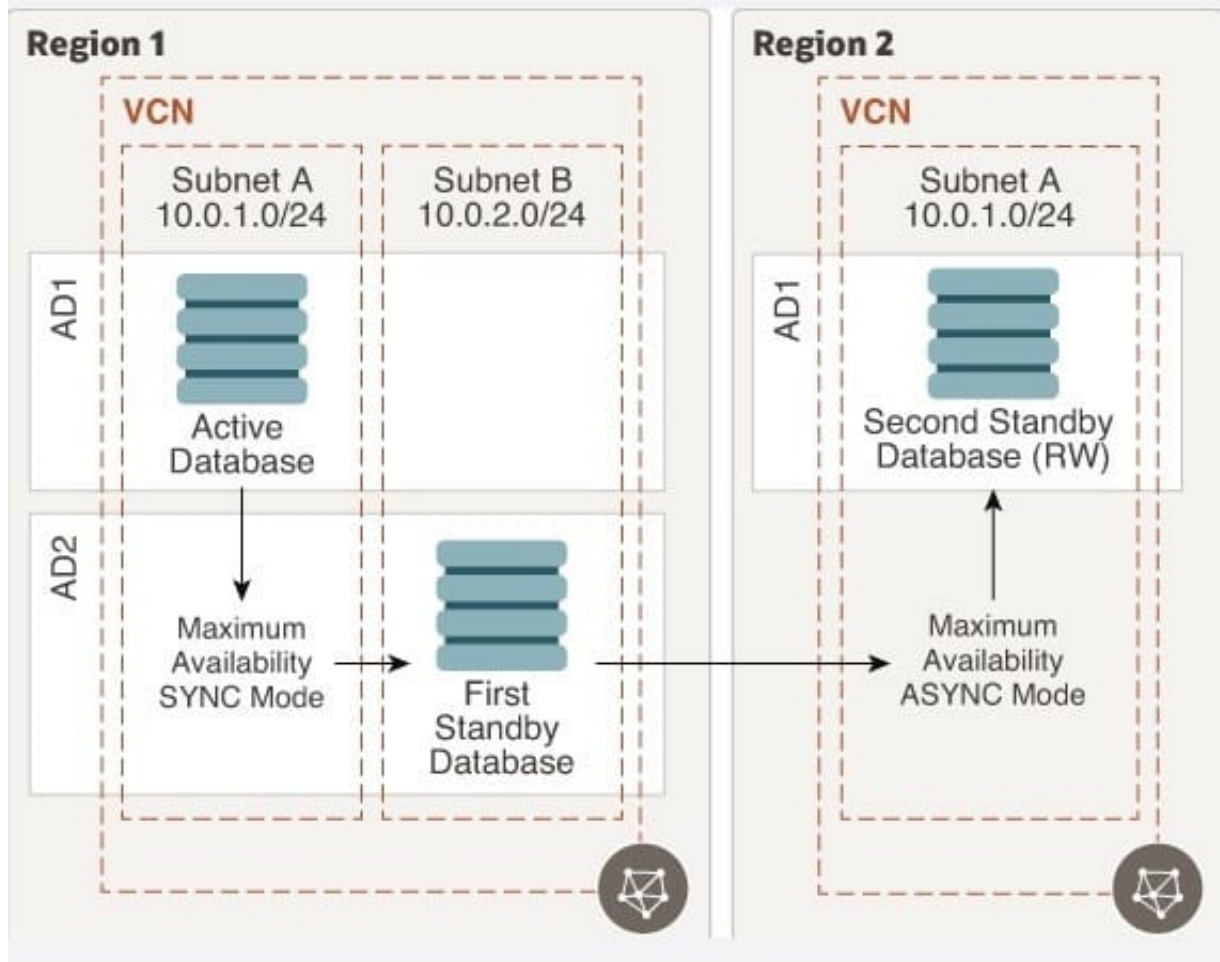 Region 1
VCN
Subnet A
10.0.1.0/24
Subnet B
10.0.2.0/24
AD1
Active
Database
AD2
Maximum
Availability
SYNC Mode
First
Standby
Database
Region 2
VCN
Subnet A
10.0.1.0/24
AD1
Second Standby
Database (RW)
Maximum
Availability
ASYNC Mode